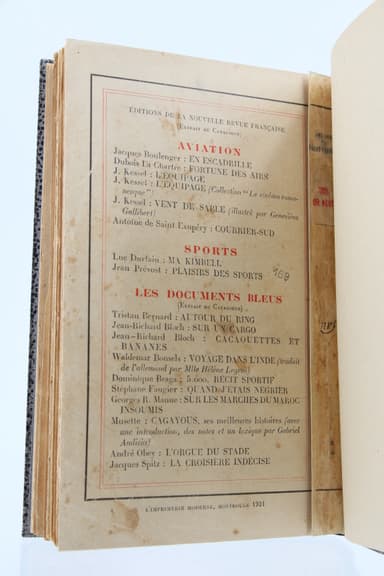 ÉDITIONS DE LA NOUVELLE REVUE FRANÇAISE
(Extrait du Catalogue)
AVIATION
Jacques Boulenger : EN ESCADRILLE
Dubois La Chartre : FORTUNE DES AIRS
J. Kessel : L'ÉQUIPAGE
J. Kessel : L'ÉQUIPAGE (Collection "Le cinéma roma-
nesque")
J. Kessel : VENT DE SABLE (illustré par Geneviève
Gallibert)
Antoine de Saint Exupéry : COURRIER-SUD
SPORTS
Luc Durtain : MA KIMBELL
Jean Prévost : PLAISIRS DES SPORTS
169
LES DOCUMENTS BLEUS
(Extrait du Catalogue)
Tristan Bernard : AUTOUR DU RING
Jean-Richard Bloch : SUR UN CARGO
Jean-Richard Bloch : CACAOUETTES ET
BANANES
Waldemar Bonsels : VOYAGE DANS L'INDE (traduit
de l'allemand par Mlle Hélène Legros)
Dominique Braga : 5.000, RÉCIT SPORTIF
Stéphane Faugier : QUAND J'ÉTAIS NÉGRIER
Georges R. Manue : SUR LES MARCHES DU MAROC
INSOUMIS
Musette : CAGAYOUS, ses meilleures histoires (avec
une introduction, des notes et un lexique par Gabriel
Audisio)
André Obey : L'ORGUE DU STADE
Jacques Spitz : LA CROISIÈRE INDÉCISE
L'IMPRIMERIE MODERNE, MONTROUGE 1931